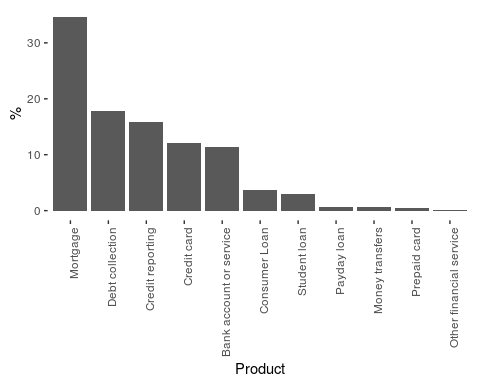 %
30
20
10
0
Mortgage
Debt collection
Credit reporting
Credit card
Bank account or service
Consumer Loan
Student loan
Payday loan
Money transfers
Prepaid card
Other financial service
Product